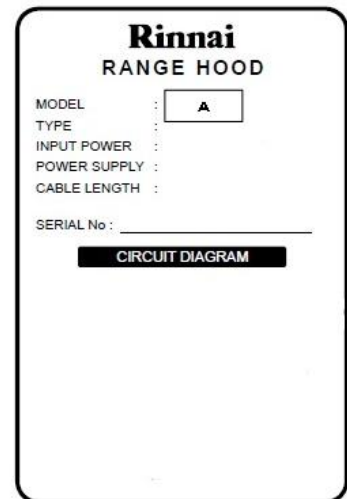 Rinnai
RANGE HOOD
MODEL : A
TYPE :
INPUT POWER :
POWER SUPPLY :
CABLE LENGTH :
SERIAL No :
CIRCUIT DIAGRAM